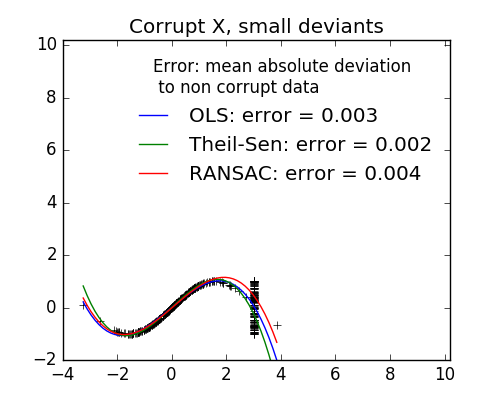 Corrupt X, small deviants
Error: mean absolute deviation
to non corrupt data
OLS: error = 0.003
Theil-Sen: error = 0.002
RANSAC: error = 0.004
10
8
6
4
2
0
−2
−4 −2 0 2 4 6 8 10